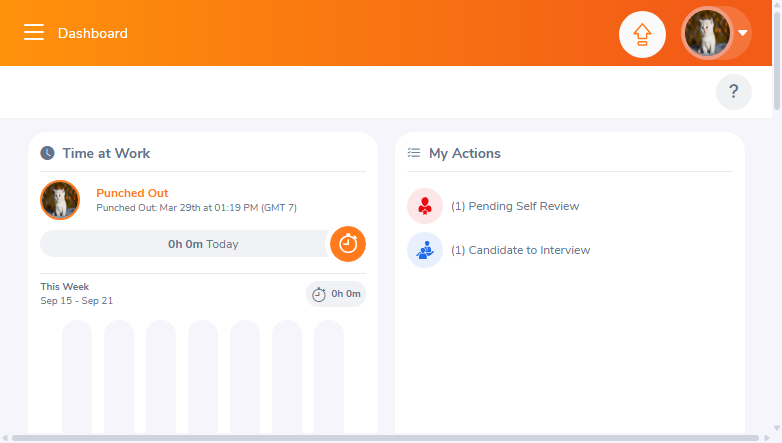 Dashboard
?
Time at Work
Punched Out
Punched Out: Mar 29th at 01:19 PM (GMT 7)
0h 0m Today
This Week
Sep 15 - Sep 21
0h 0m
My Actions
(1) Pending Self Review
(1) Candidate to Interview